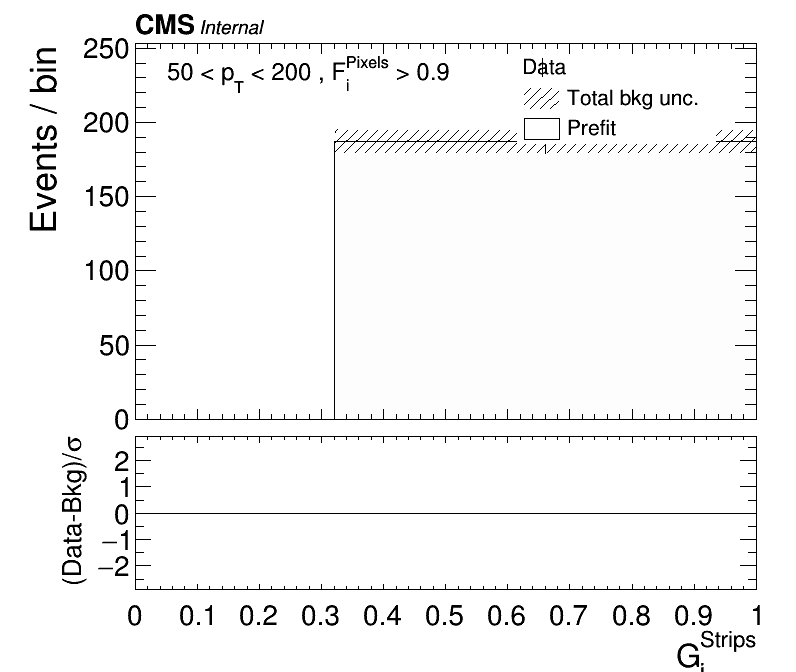 CMS Internal
Events / bin
50 < p_T < 200 , F_i^Pixels > 0.9
Data
Total bkg unc.
Prefit
250
200
150
100
50
0
(Data-Bkg)/σ
2
1
0
−1
−2
0 0.1 0.2 0.3 0.4 0.5 0.6 0.7 0.8 0.9 1
G_i^Strips